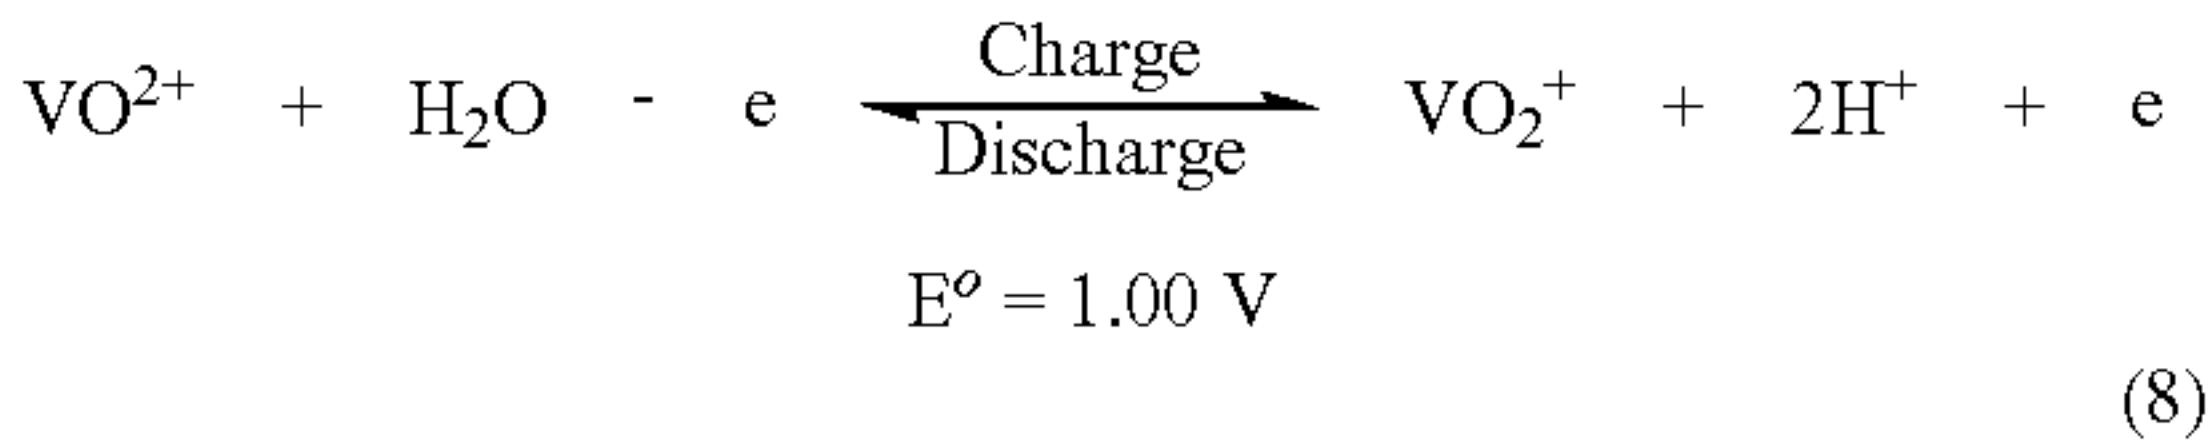 Charge
VO²⁺ + H₂O - e ⇌ VO₂⁺ + 2H⁺ + e
Discharge
Eᵒ = 1.00 V
(8)